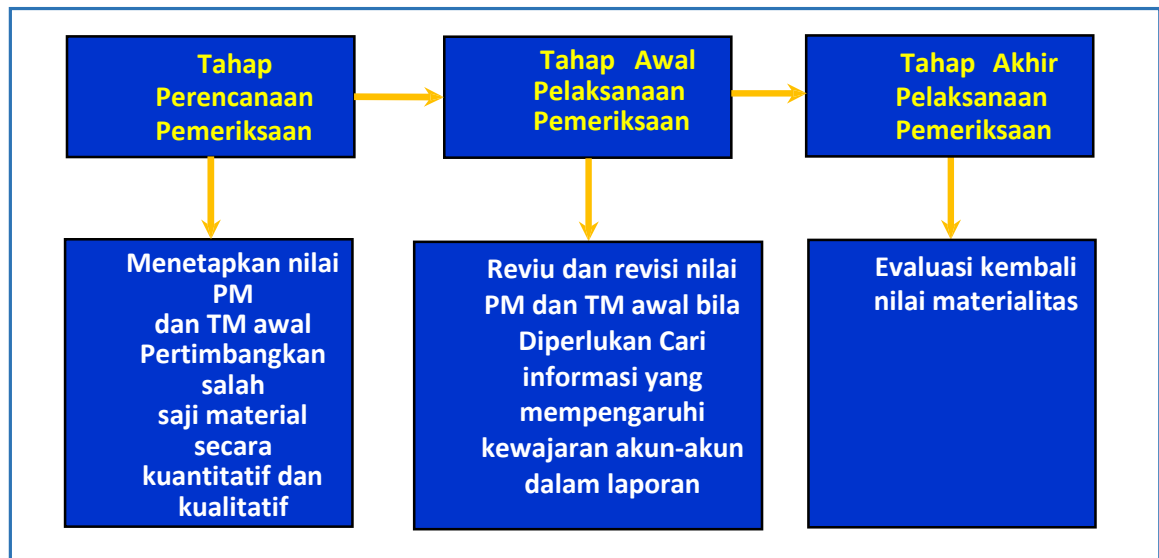 Tahap
Perencanaan
Pemeriksaan
Tahap Awal
Pelaksanaan
Pemeriksaan
Tahap Akhir
Pelaksanaan
Pemeriksaan
Menetapkan nilai
PM
dan TM awal
Pertimbangkan
salah
saji material
secara
kuantitatif dan
kualitatif
Reviu dan revisi nilai
PM dan TM awal bila
Diperlukan Cari
informasi yang
mempengaruhi
kewajaran akun-akun
dalam laporan
Evaluasi kembali
nilai materialitas